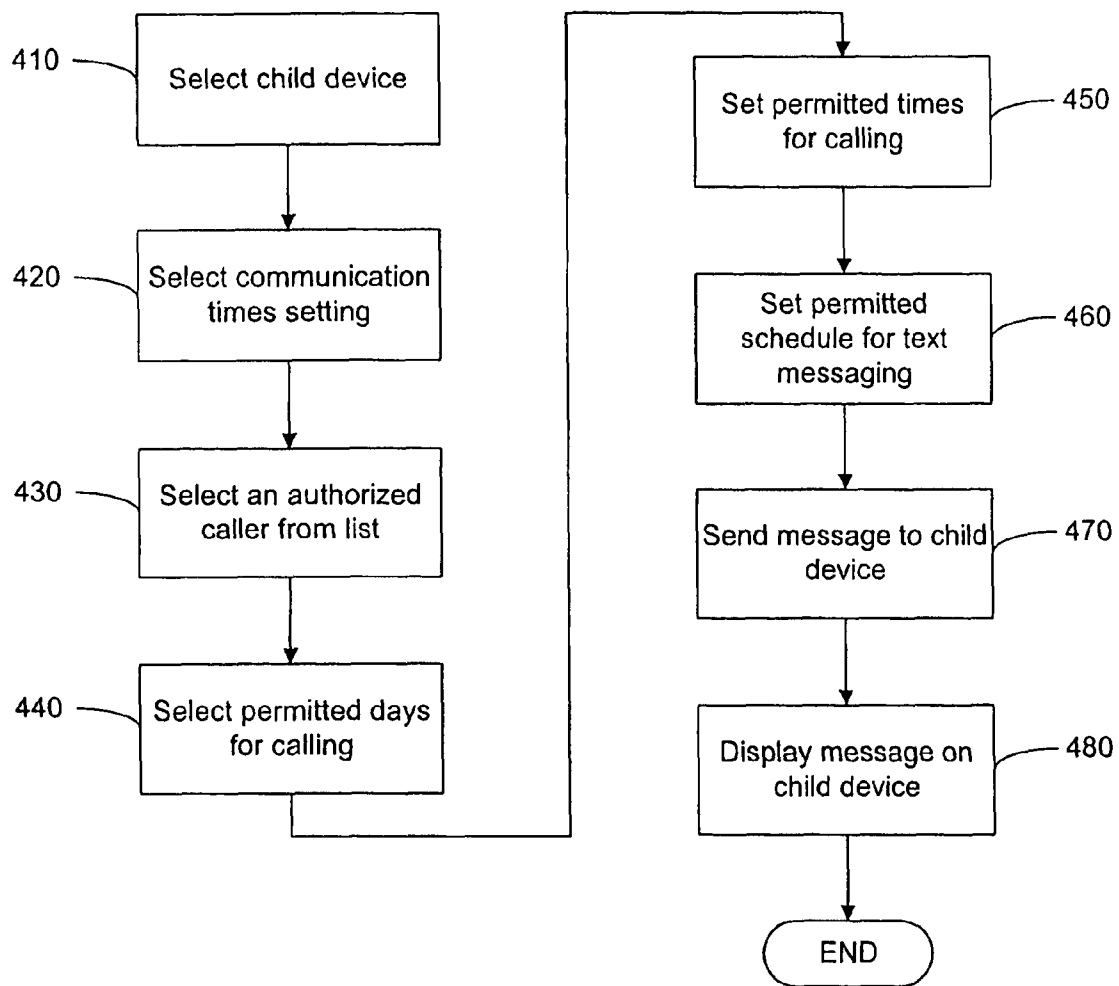 410
Select child device
420
Select communication
times setting
430
Select an authorized
caller from list
440
Select permitted days
for calling
Set permitted times
for calling
450
Set permitted
schedule for text
messaging
460
Send message to child
device
470
Display message on
child device
480
END